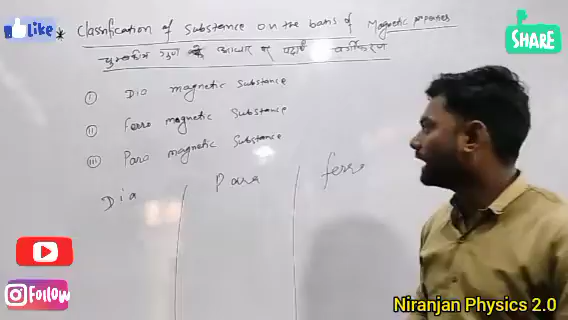 Like
* Classification of Substance on the basis of Magnetic properties
SHARE
चुम्बकीय गुण के आधार पर पदार्थ वर्गीकरण
(i) Dia magnetic Substance
(ii) Ferro magnetic Substance
(iii) Para magnetic Substance
Dia Para ferro
Follow
Niranjan Physics 2.0